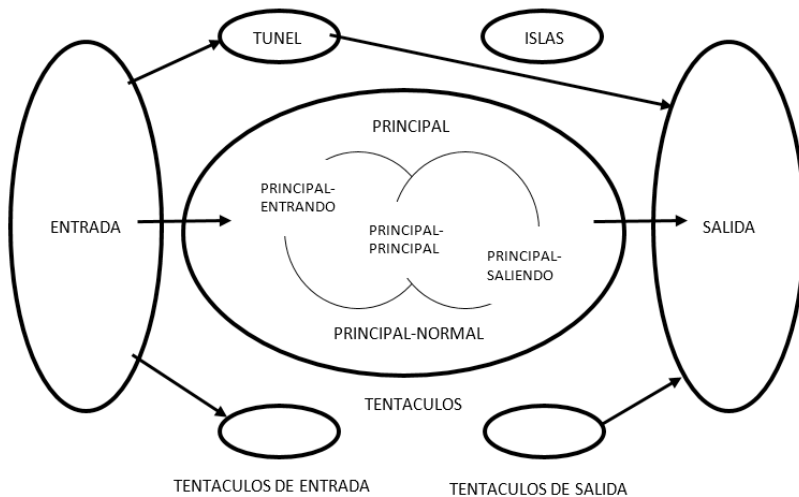 TUNEL
ISLAS
PRINCIPAL
PRINCIPAL-
ENTRANDO
ENTRADA
PRINCIPAL-
PRINCIPAL
SALIDA
PRINCIPAL-
SALIENDO
PRINCIPAL-NORMAL
TENTACULOS
TENTACULOS DE ENTRADA
TENTACULOS DE SALIDA